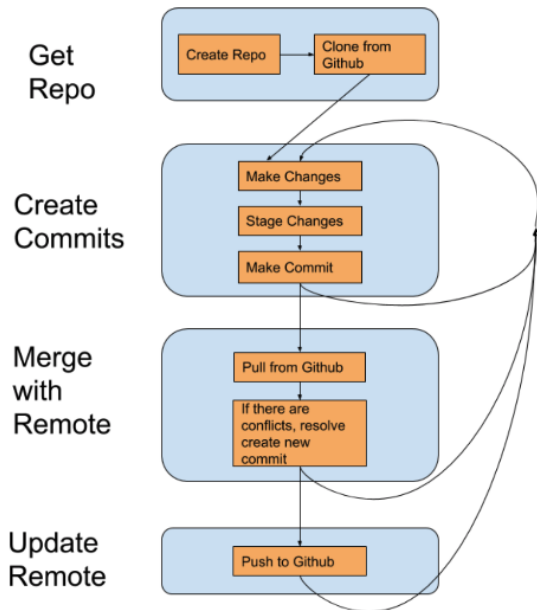 Get
Repo
Create Repo
Clone from
Github
Create
Commits
Make Changes
Stage Changes
Make Commit
Merge
with
Remote
Pull from Github
If there are
conflicts, resolve
create new
commit
Update
Remote
Push to Github